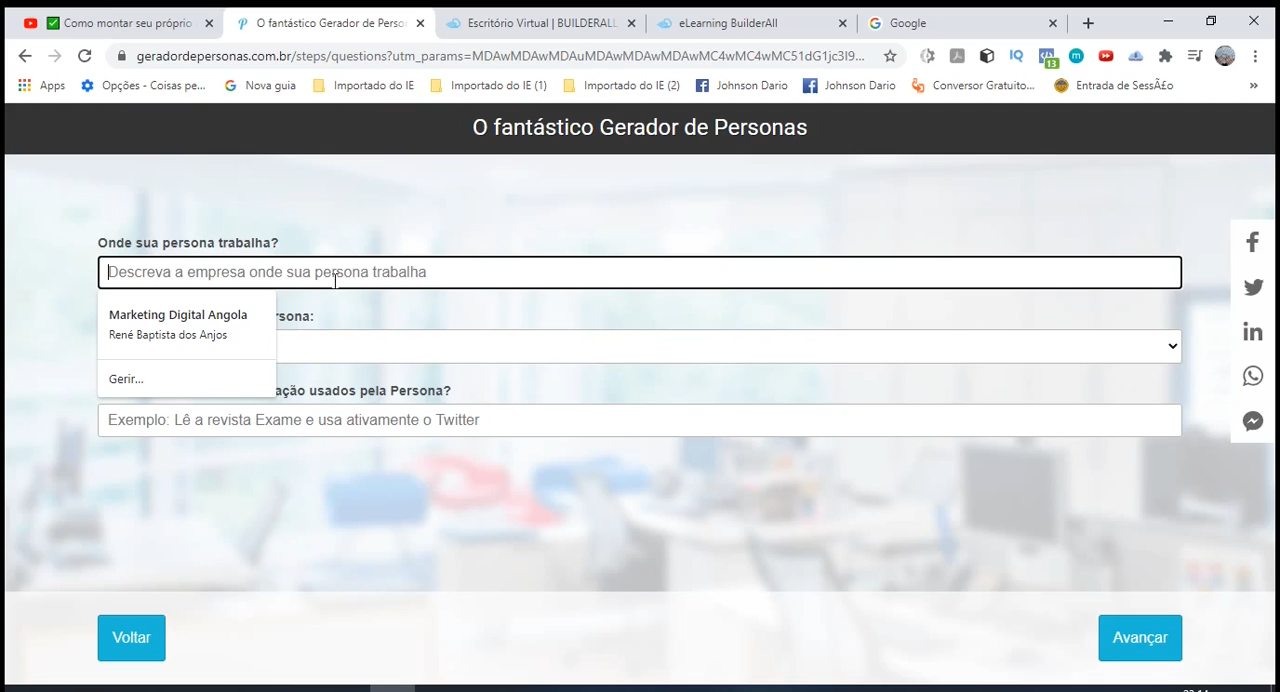 Como montar seu próprio
O fantástico Gerador de Perso
Escritório Virtual | BUILDERALL
eLearning BuilderAll
Google
geradordepersonas.com.br/steps/questions?utm_params=MDAwMDAwMDAuMDAwMDAwMDAwMC4wMC4wMC51dG1jc3I9...
13
Apps
Opções - Coisas pe...
Nova guia
Importado do IE
Importado do IE (1)
Importado do IE (2)
Johnson Dario
Johnson Dario
Conversor Gratuito...
Entrada de SessÃ£o
»
O fantástico Gerador de Personas
Onde sua persona trabalha?
Descreva a empresa onde sua persona trabalha
Marketing Digital Angola
René Baptista dos Anjos
Gerir...
rsona:
ação usados pela Persona?
Exemplo: Lê a revista Exame e usa ativamente o Twitter
Voltar
Avançar